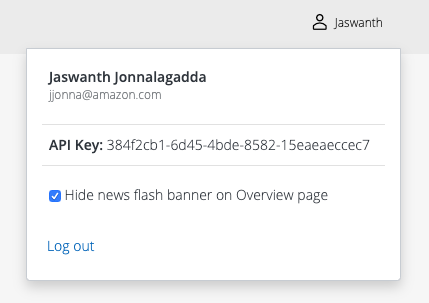 Jaswanth
Jaswanth Jonnalagadda
jjonna@amazon.com
API Key: 384f2cb1-6d45-4bde-8582-15eaeaeccec7
Hide news flash banner on Overview page
Log out